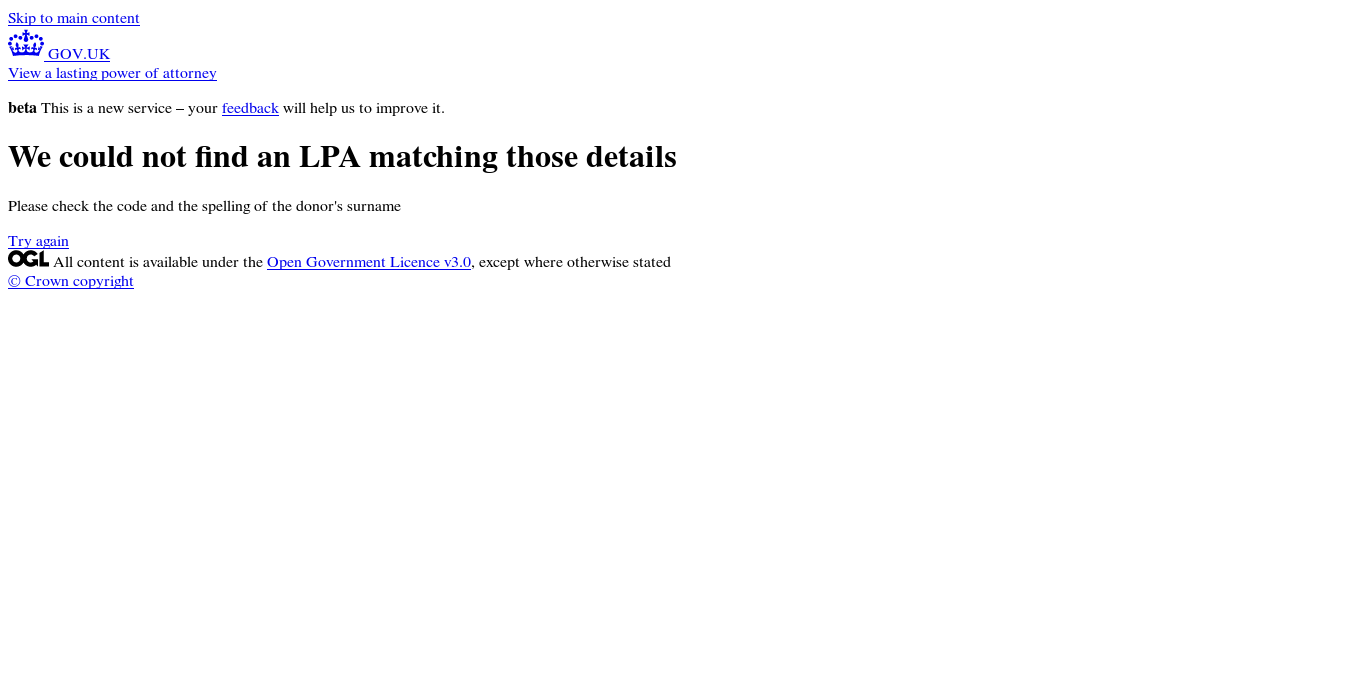 Skip to main content
GOV.UK
View a lasting power of attorney
beta This is a new service – your feedback will help us to improve it.
We could not find an LPA matching those details
Please check the code and the spelling of the donor's surname
Try again
OGL All content is available under the Open Government Licence v3.0, except where otherwise stated
© Crown copyright